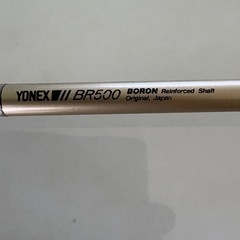 YONEX BR500 BORON Reinforced Shaft
Original, Japan